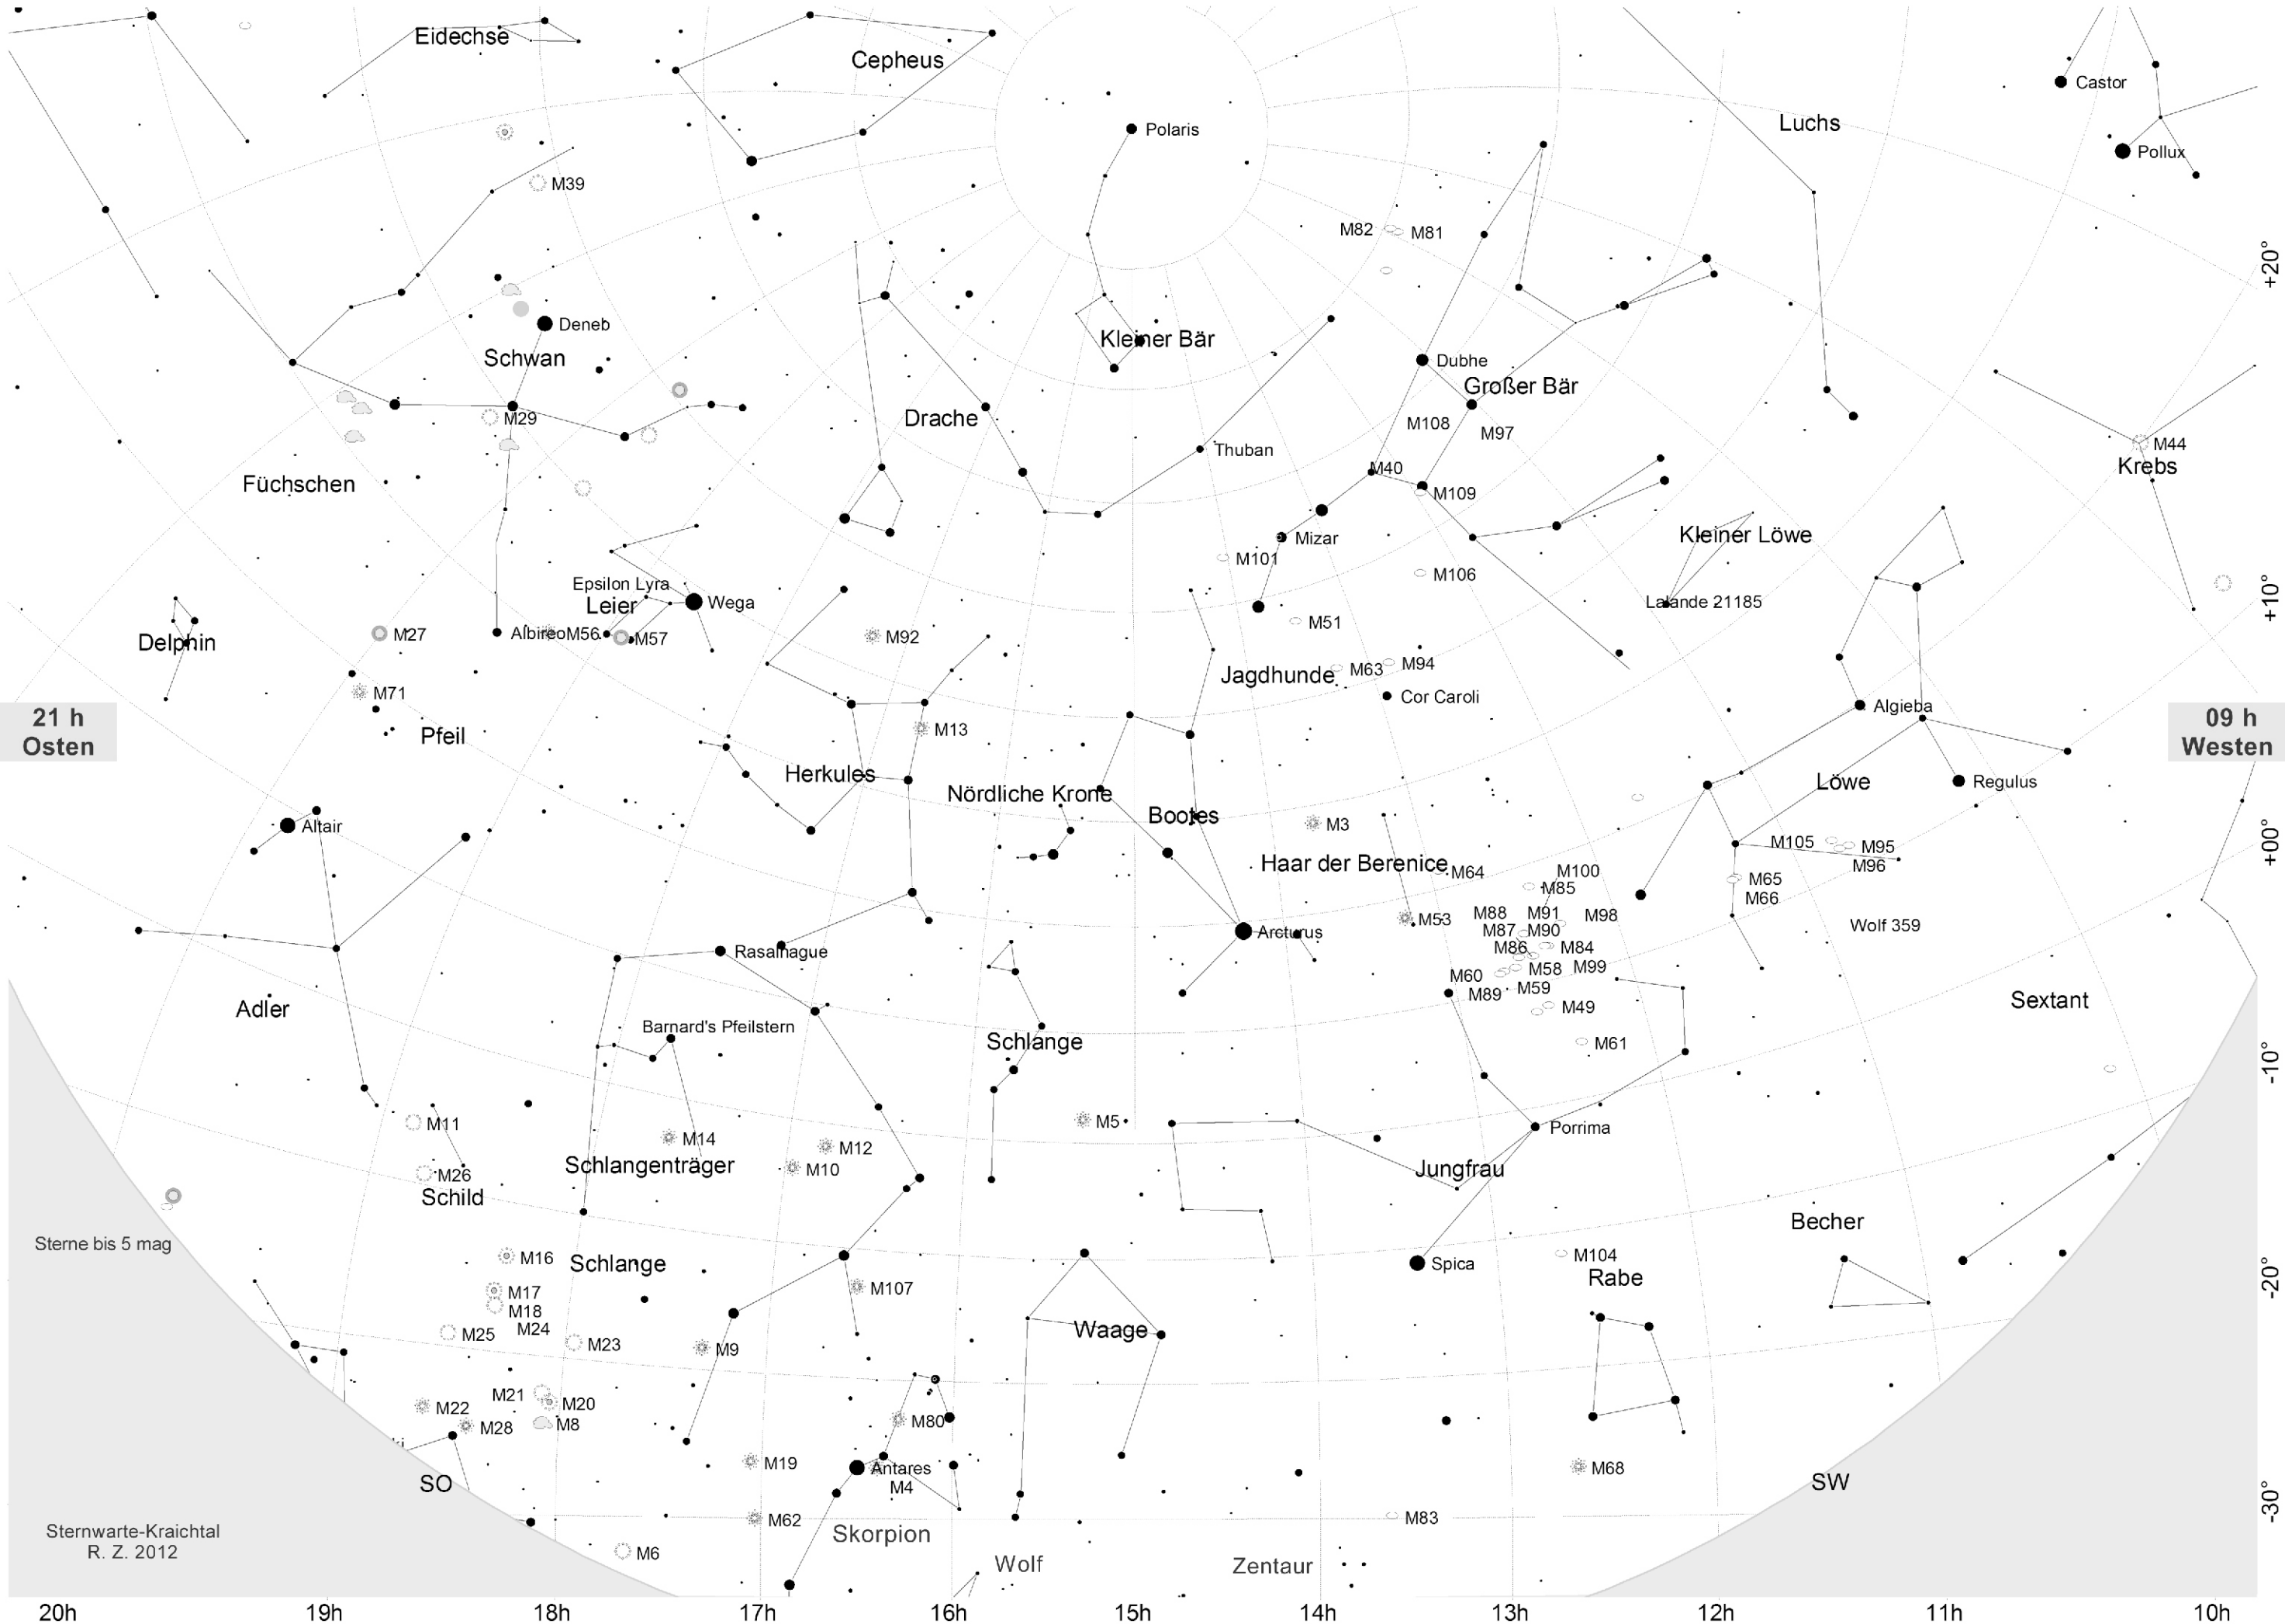 Eidechse
Cepheus
Castor
Luchs
Polaris
Pollux
M39
M82
M81
+20°
Deneb
Kleiner Bär
Schwan
Dubhe
Großer Bär
M29
Drache
M108
M97
Thuban
M44
M40
Krebs
Füchschen
M109
Mizar
Kleiner Löwe
M101
M106
Epsilon Lyra
Leier
Wega
Lalande 21185
+10°
M51
Delphin
M27
Albireo
M56
M57
M92
Jagdhunde
M63
M94
M71
Cor Caroli
Algieba
21 h
Osten
09 h
Westen
Pfeil
M13
Herkules
Nördliche Krone
Löwe
Regulus
Bootes
M3
Altair
M105
M95
+00°
Haar der Berenice
M64
M100
M96
M85
M65
M66
M53
M88
M91
M98
Wolf 359
Arcturus
M87
M90
Rasalhague
M86
M84
M60
M58
M99
M89
M59
Adler
M49
Sextant
Barnard's Pfeilstern
Schlange
M61
-10°
M11
M5
Porrima
M14
M12
Schlangenträger
M10
Jungfrau
M26
Schild
Becher
Sterne bis 5 mag
M16
Schlange
Spica
M104
Rabe
-20°
M107
M17
M18
M24
M25
M23
M9
Waage
M21
M20
M22
M28
M8
M80
ki
M19
Antares
M4
M68
SO
SW
-30°
M62
M83
Sternwarte-Kraichtal
R. Z. 2012
Skorpion
M6
Wolf
Zentaur
20h
19h
18h
17h
16h
15h
14h
13h
12h
11h
10h